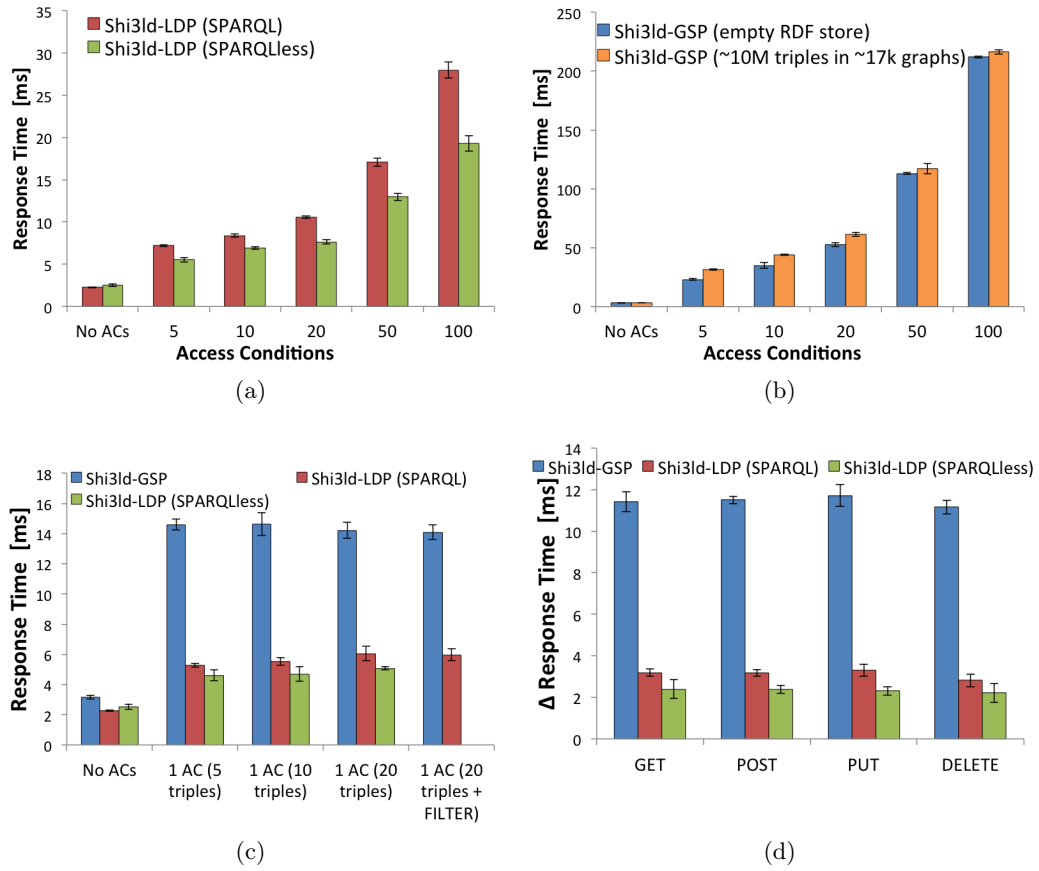 Shi3ld-LDP (SPARQL)
Shi3ld-LDP (SPARQLless)
Response Time [ms]
35
30
25
20
15
10
5
0
No ACs 5 10 20 50 100
Access Conditions
(a)
Shi3ld-GSP (empty RDF store)
Shi3ld-GSP (~10M triples in ~17k graphs)
Response Time [ms]
250
200
150
100
50
0
No ACs 5 10 20 50 100
Access Conditions
(b)
Shi3ld-GSP Shi3ld-LDP (SPARQL)
Shi3ld-LDP (SPARQLless)
Response Time [ms]
18
16
14
12
10
8
6
4
2
0
No ACs 1 AC (5 1 AC (10 1 AC (20 1 AC (20
triples) triples) triples) triples +
FILTER)
(c)
Shi3ld-GSP Shi3ld-LDP (SPARQL) Shi3ld-LDP (SPARQLless)
Δ Response Time [ms]
14
12
10
8
6
4
2
0
GET POST PUT DELETE
(d)